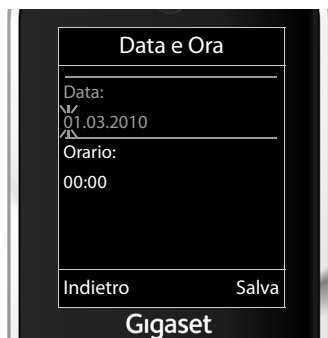 Data e Ora
Data:
01.03.2010
Orario:
00:00
Indietro Salva
Gigaset